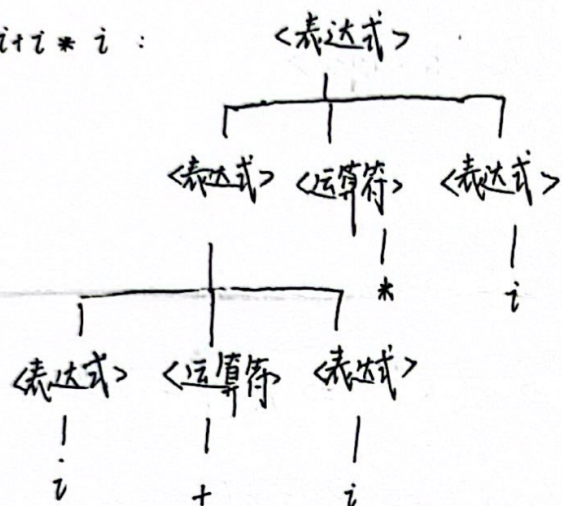 i+i * i :
<表达式>
<表达式> <运算符> <表达式>
* i
<表达式> <运算符> <表达式>
i + i